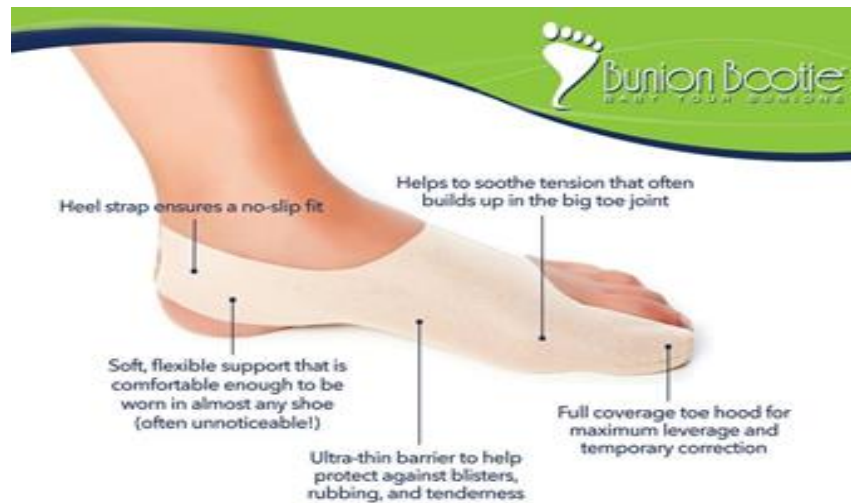 Bunion Bootie
BABY YOUR BUNIONS
Helps to soothe tension that often
builds up in the big toe joint
Heel strap ensures a no-slip fit
Soft, flexible support that is
comfortable enough to be
worn in almost any shoe
(often unnoticeable!)
Full coverage toe hood for
maximum leverage and
temporary correction
Ultra-thin barrier to help
protect against blisters,
rubbing, and tenderness